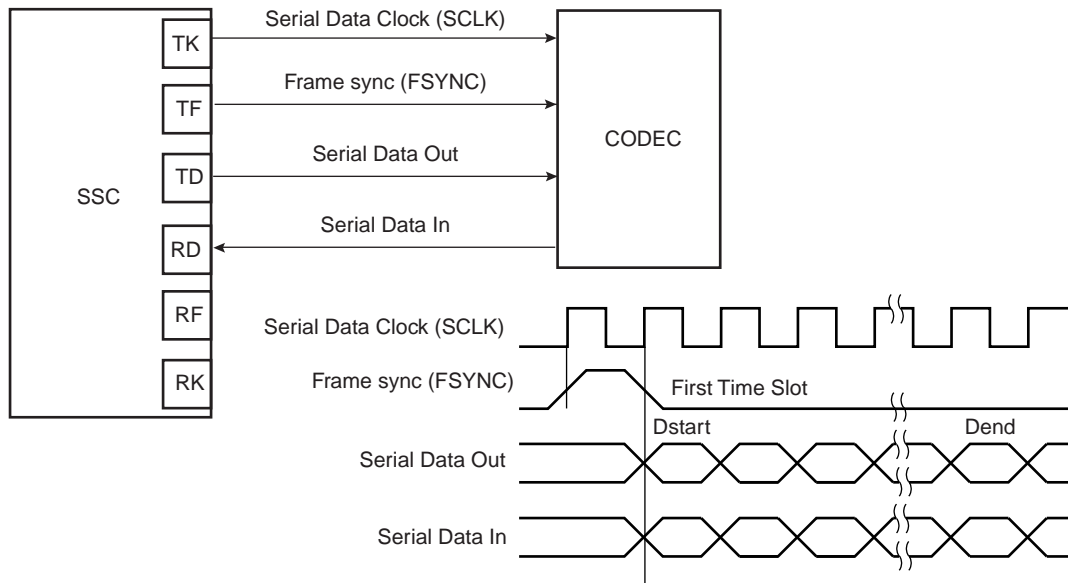 Serial Data Clock (SCLK)
TK
Frame sync (FSYNC)
TF
CODEC
Serial Data Out
TD
SSC
Serial Data In
RD
RF
Serial Data Clock (SCLK)
RK
Frame sync (FSYNC)
First Time Slot
Dstart
Dend
Serial Data Out
Serial Data In